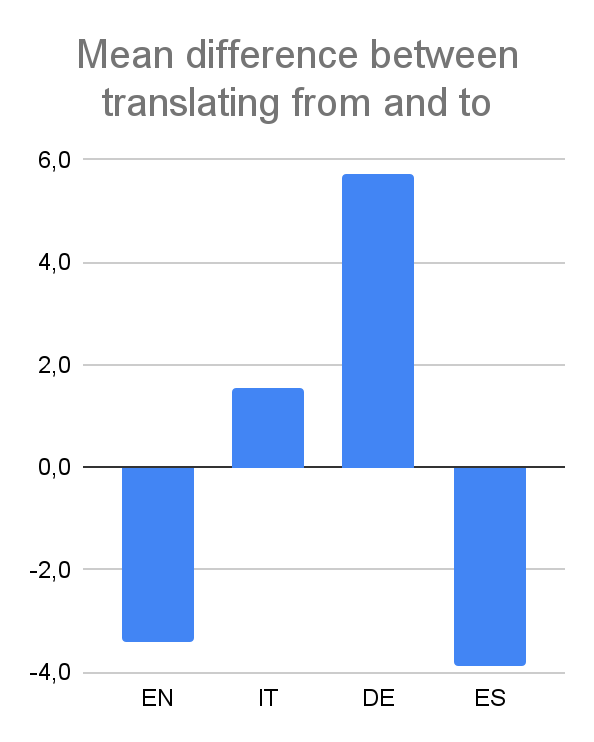 Mean difference between
translating from and to
6,0
4,0
2,0
0,0
-2,0
-4,0
EN IT DE ES